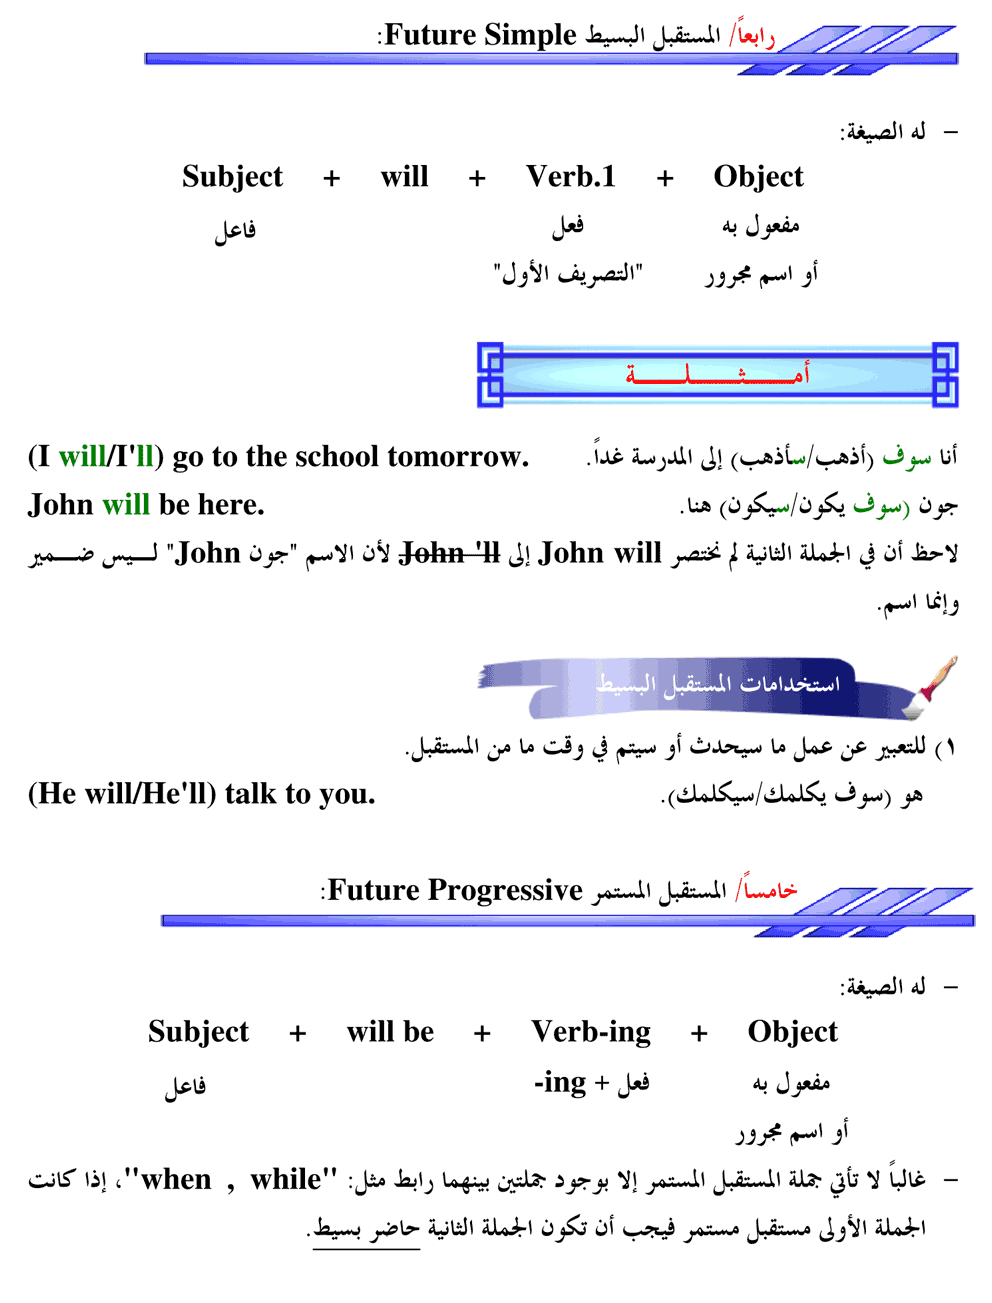 رابعاً/ المستقبل البسيط Future Simple:
– له الصيغة:
Subject + will + Verb.1 + Object
فاعل فعل مفعول به
"التصريف الأول" أو اسم مجرور
أمـــــثـــــلـــــة
(I will/I'll) go to the school tomorrow. أنا سوف (أذهب/سأذهب) إلى المدرسة غداً.
John will be here. جون (سوف يكون/سيكون) هنا.
لاحظ أن في الجملة الثانية لم نختصر John will إلى John 'll لأن الاسم "جون John" لـــيس ضـــمير
وإنما اسم.
استخدامات المستقبل البسيط
١) للتعبير عن عمل ما سيحدث أو سيتم في وقت ما من المستقبل.
(He will/He'll) talk to you. هو (سوف يكلمك/سيكلمك).
خامساً/ المستقبل المستمر Future Progressive:
– له الصيغة:
Subject + will be + Verb-ing + Object
فاعل فعل + ing- مفعول به
أو اسم مجرور
– غالباً لا تأتي جملة المستقبل المستمر إلا بوجود جملتين بينهما رابط مثل: "when , while"، إذا كانت
الجملة الأولى مستقبل مستمر فيجب أن تكون الجملة الثانية حاضر بسيط.